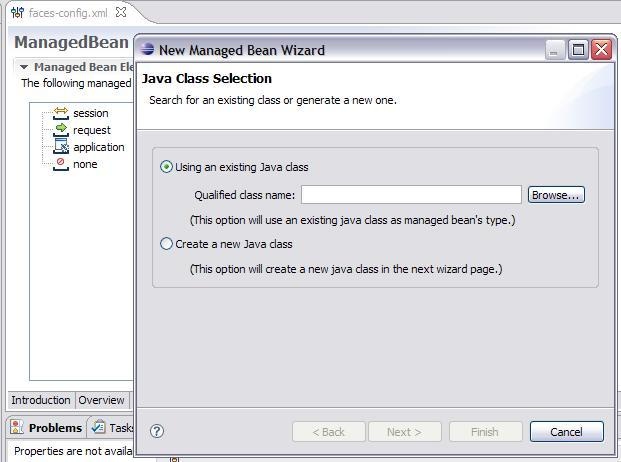 faces-config.xml
ManagedBean
Managed Bean Ele
The following managed
session
request
application
none
New Managed Bean Wizard
Java Class Selection
Search for an existing class or generate a new one.
Using an existing Java class
Qualified class name:
Browse...
(This option will use an existing java class as managed bean's type.)
Create a new Java class
(This option will create a new java class in the next wizard page.)
< Back
Next >
Finish
Cancel
Introduction
Overview
Problems
Tasks
Properties are not availa